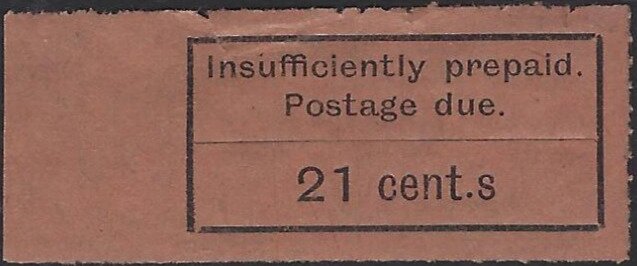 Insufficiently prepaid.
Postage due.
21 cent.s